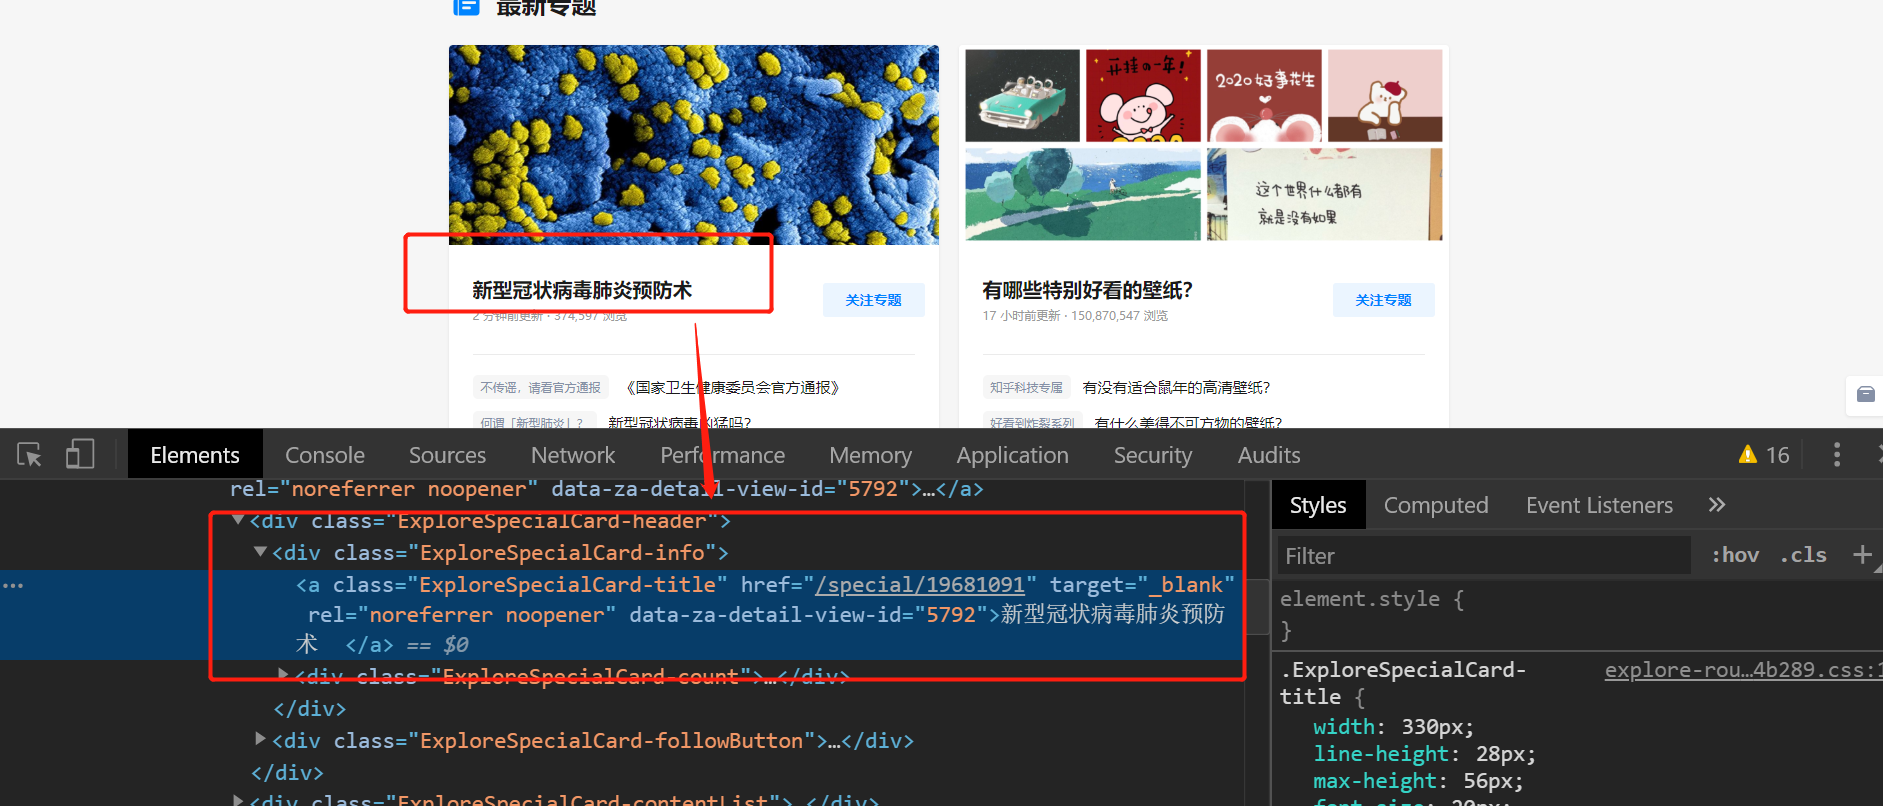 最新专题
开挂の一年!
2020好事花生
这个世界什么都有
就是没有如果
新型冠状病毒肺炎预防术
关注专题
2 分钟前更新 · 374,597 浏览
有哪些特别好看的壁纸?
关注专题
17 小时前更新 · 150,870,547 浏览
不传谣，请看官方通报 《国家卫生健康委员会官方通报》
知乎科技专属 有没有适合鼠年的高清壁纸?
何谓「新型肺炎」? 新型冠状病毒凶猛吗?
好看到炸裂系列 有什么美得不可方物的壁纸?
Elements Console Sources Network Performance Memory Application Security Audits 16
rel="noreferrer noopener" data-za-detail-view-id="5792">…</a>
<div class="ExploreSpecialCard-header">
<div class="ExploreSpecialCard-info">
<a class="ExploreSpecialCard-title" href="/special/19681091" target="_blank"
rel="noreferrer noopener" data-za-detail-view-id="5792">新型冠状病毒肺炎预防
术 </a> == $0
<div class="ExploreSpecialCard-count">…</div>
</div>
<div class="ExploreSpecialCard-followButton">…</div>
</div>
<div class="ExploreSpecialCard-contentList">…</div>
Styles Computed Event Listeners »
Filter :hov .cls +
element.style {
}
.ExploreSpecialCard- explore-rou…4b289.css:1
title {
width: 330px;
line-height: 28px;
max-height: 56px;
font-size: 20px;